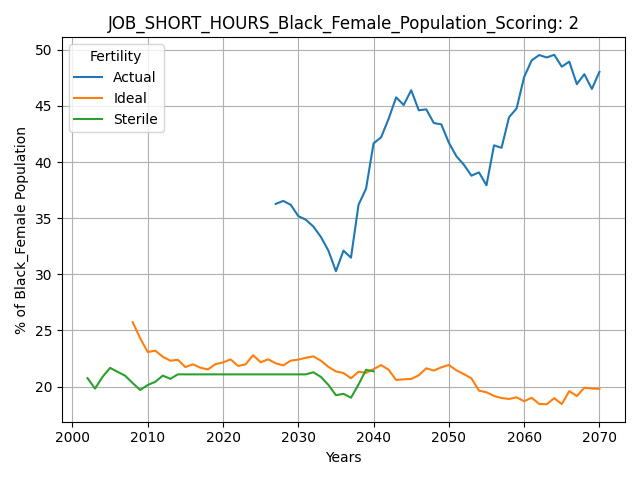 JOB_SHORT_HOURS_Black_Female_Population_Scoring: 2
Fertility
Actual
Ideal
Sterile
% of Black_Female Population
50
45
40
35
30
25
20
2000 2010 2020 2030 2040 2050 2060 2070
Years